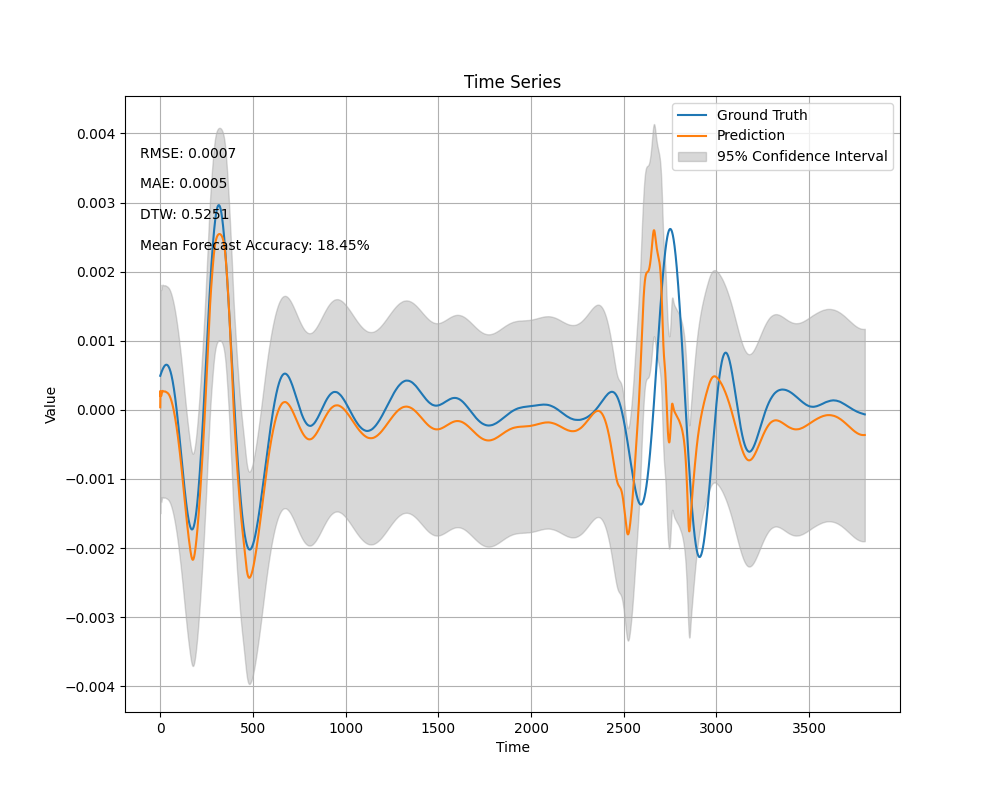 Time Series
Ground Truth
Prediction
95% Confidence Interval
RMSE: 0.0007
MAE: 0.0005
DTW: 0.5251
Mean Forecast Accuracy: 18.45%
Value
0.004
0.003
0.002
0.001
0.000
−0.001
−0.002
−0.003
−0.004
0 500 1000 1500 2000 2500 3000 3500
Time